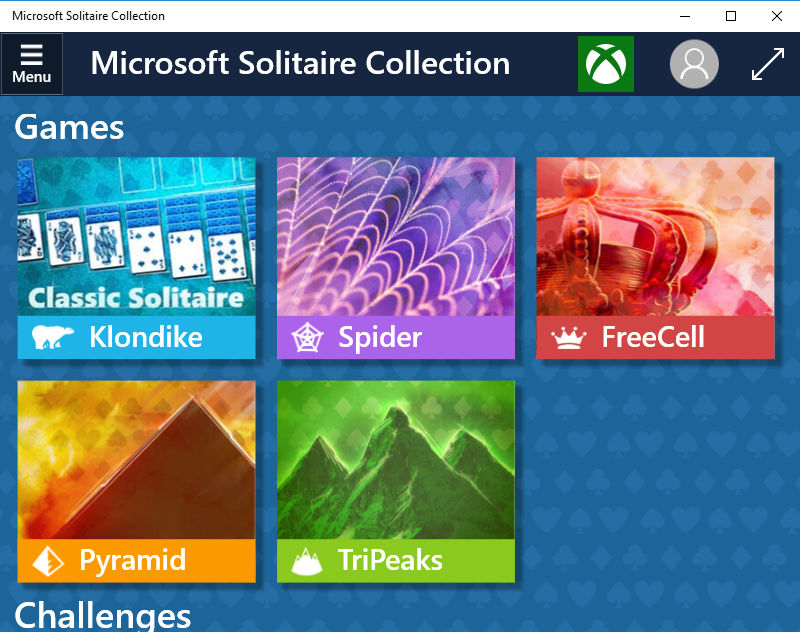 Microsoft Solitaire Collection
Menu
Microsoft Solitaire Collection
Games
Classic Solitaire
Klondike
Spider
FreeCell
Pyramid
TriPeaks
Challenges